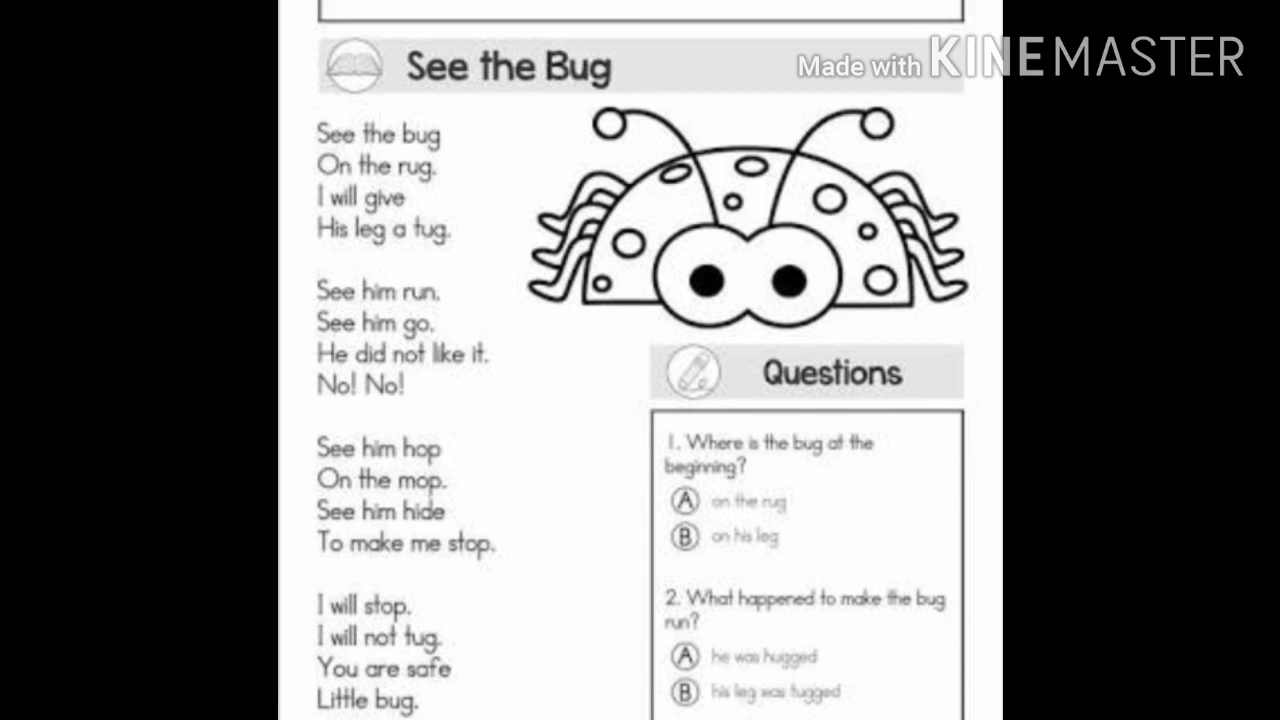 See the Bug
Made with KINEMASTER
See the bug
On the rug.
I will give
His leg a tug.
See him run.
See him go.
He did not like it.
No! No!
See him hop
On the mop.
See him hide
To make me stop.
I will stop.
I will not tug.
You are safe
Little bug.
Questions
1. Where is the bug at the
beginning?
A on the rug
B on his leg
2. What happened to make the bug
run?
A he was hugged
B his leg was tugged